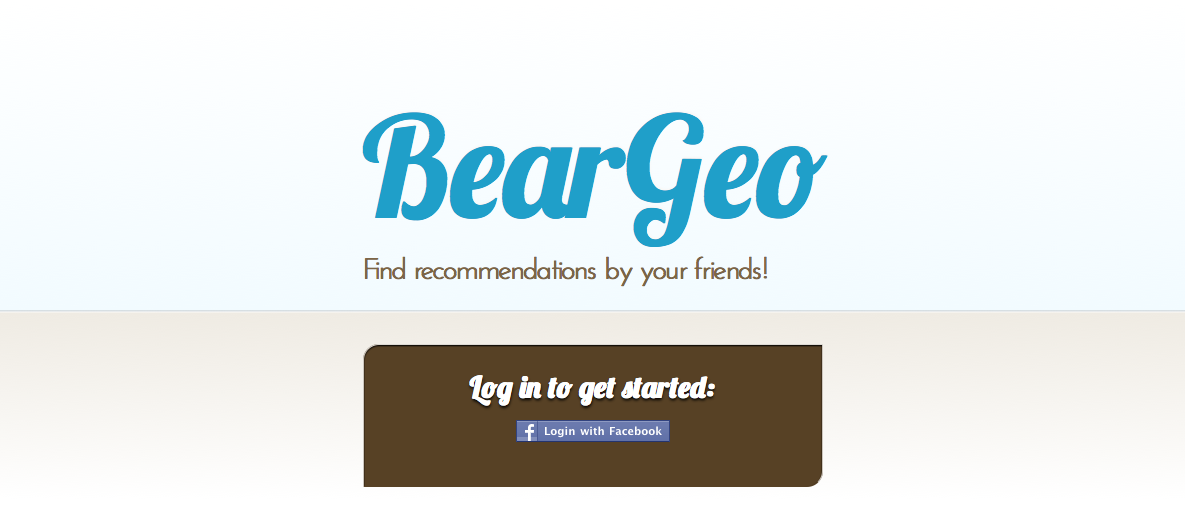 BearGeo
Find recommendations by your friends!
Log in to get started:
f Login with Facebook